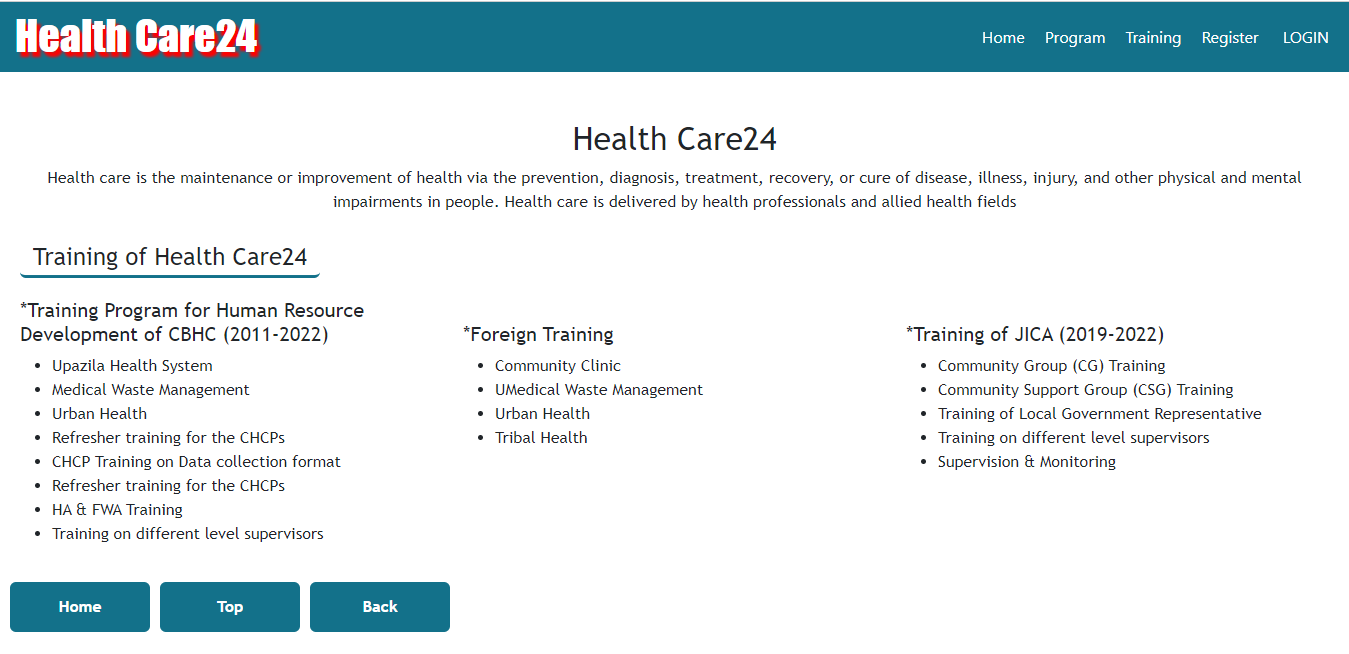 Health Care24
Home
Program
Training
Register
LOGIN
Health Care24
Health care is the maintenance or improvement of health via the prevention, diagnosis, treatment, recovery, or cure of disease, illness, injury, and other physical and mental
impairments in people. Health care is delivered by health professionals and allied health fields
Training of Health Care24
*Training Program for Human Resource
Development of CBHC (2011-2022)
• Upazila Health System
• Medical Waste Management
• Urban Health
• Refresher training for the CHCPs
• CHCP Training on Data collection format
• Refresher training for the CHCPs
• HA & FWA Training
• Training on different level supervisors
*Foreign Training
• Community Clinic
• UMedical Waste Management
• Urban Health
• Tribal Health
*Training of JICA (2019-2022)
• Community Group (CG) Training
• Community Support Group (CSG) Training
• Training of Local Government Representative
• Training on different level supervisors
• Supervision & Monitoring
Home
Top
Back